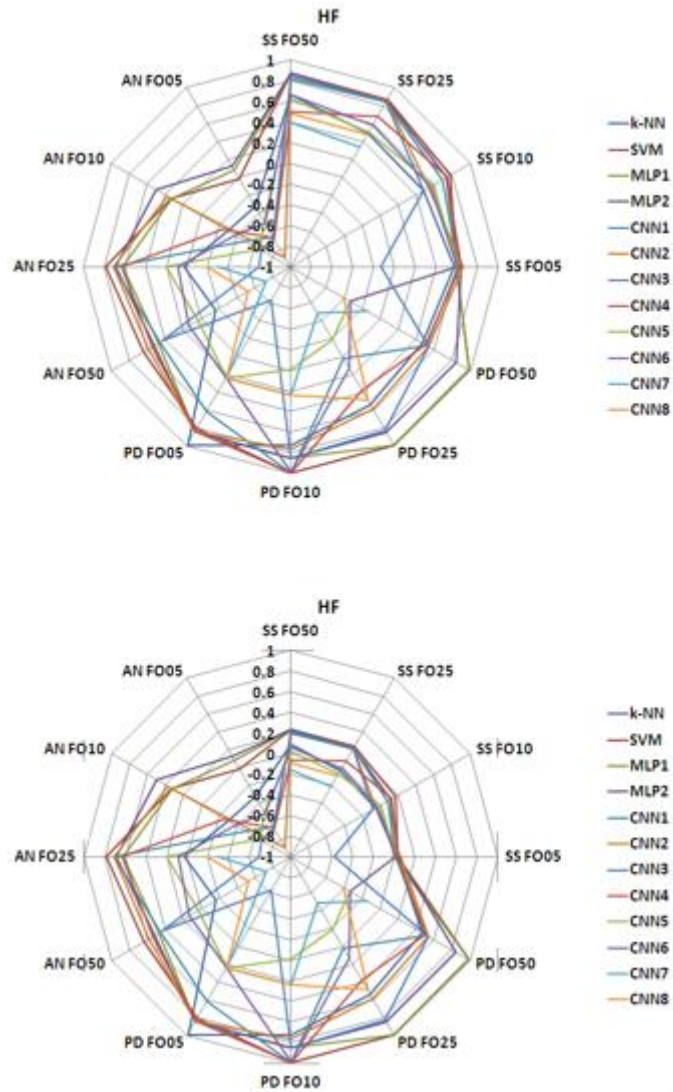 HF
SS FO50
AN FO05
SS FO25
AN FO10
SS FO10
AN FO25
SS FO05
AN FO50
PD FO50
PD FO05
PD FO25
PD FO10
1
0.8
0.6
0.4
0.2
0
-0.2
-0.4
-0.6
-0.8
-1
k-NN
SVM
MLP1
MLP2
CNN1
CNN2
CNN3
CNN4
CNN5
CNN6
CNN7
CNN8
HF
SS FO50
AN FO05
SS FO25
AN FO10
SS FO10
AN FO25
SS FO05
AN FO50
PD FO50
PD FO05
PD FO25
PD FO10
1
0.8
0.6
0.4
0.2
0
-0.2
-0.4
-0.6
-0.8
-1
k-NN
SVM
MLP1
MLP2
CNN1
CNN2
CNN3
CNN4
CNN5
CNN6
CNN7
CNN8